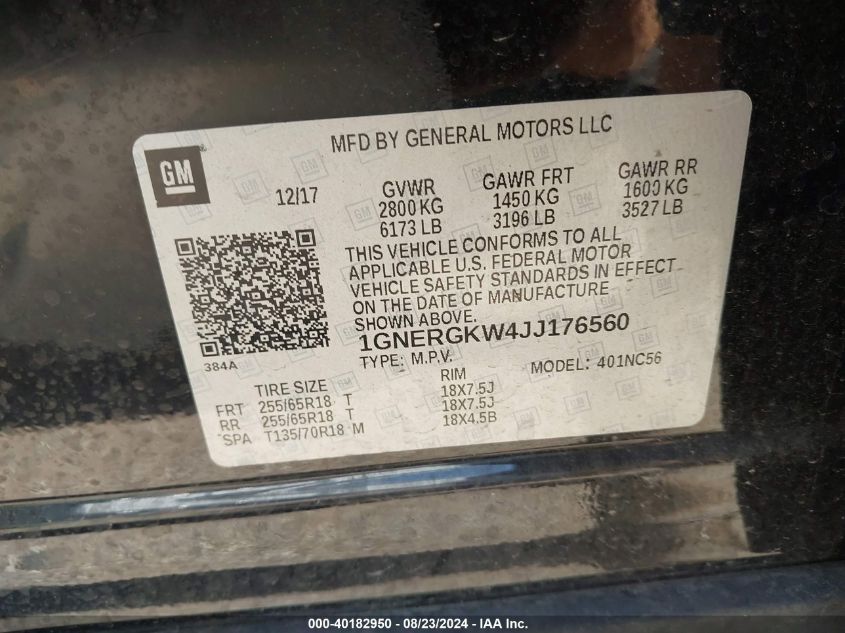 MFD BY GENERAL MOTORS LLC
GM
12/17
GVWR GAWR FRT GAWR RR
2800 KG 1450 KG 1600 KG
6173 LB 3196 LB 3527 LB
THIS VEHICLE CONFORMS TO ALL
APPLICABLE U.S. FEDERAL MOTOR
VEHICLE SAFETY STANDARDS IN EFFECT
ON THE DATE OF MANUFACTURE
SHOWN ABOVE.
1GNERGKW4JJ176560
384A
TYPE: M.P.V. MODEL: 401NC56
TIRE SIZE RIM
FRT 255/65R18 T 18X7.5J
RR 255/65R18 T 18X7.5J
SPA T135/70R18 M 18X4.5B
000-40182950 - 08/23/2024 - IAA Inc.